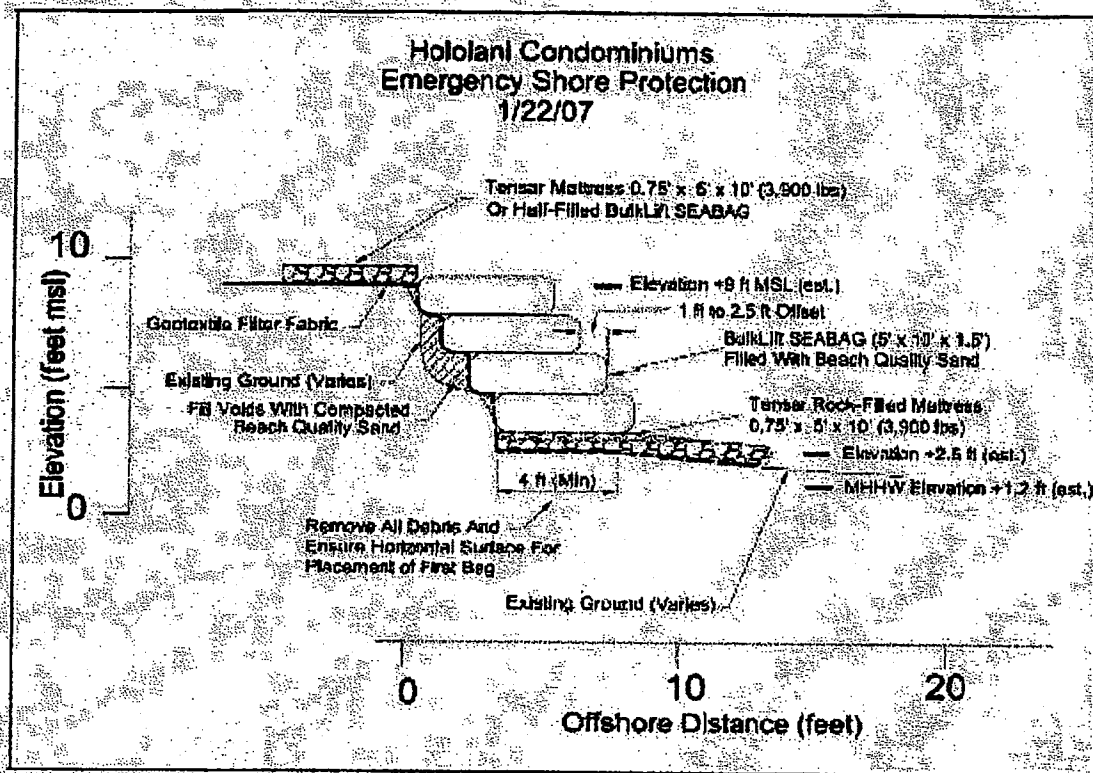 Hololani Condominiums
Emergency Shore Protection
1/22/07
Tensar Mattress 0.75' x 5' x 10' (3,900 lbs)
Or Half-Filled BulkLift SEABAG
10
Elevation +9 ft MSL (est.)
1 ft to 2.5 ft Offset
Geotextile Filter Fabric
BulkLift SEABAG (5' x 10' x 1.5')
Filled With Beach Quality Sand
Existing Ground (Varies)
Fill Voids With Compacted
Beach Quality Sand
Tensar Rock-Filled Mattress
0.75' x 5' x 10' (3,900 lbs)
Elevation +2.5 ft (est.)
4 ft (Min)
MHHW Elevation +1.2 ft (est.)
0
Elevation (feet msl)
Remove All Debris And
Ensure Horizontal Surface For
Placement of First Bag
Existing Ground (Varies)
0
10
20
Offshore Distance (feet)